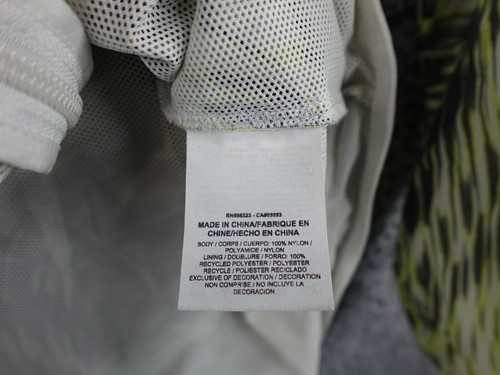 RN#88323 - CA#05553
MADE IN CHINA/FABRIQUE EN
CHINE/HECHO EN CHINA
BODY / CORPS / CUERPO: 100% NYLON /
POLYAMIDE / NYLON
LINING / DOUBLURE / FORRO: 100%
RECYCLED POLYESTER / POLYESTER
RECYCLE / POLIESTER RECICLADO
EXCLUSIVE OF DECORATION / DECORATION
NON COMPRISE / NO INCLUYE LA
DECORACION